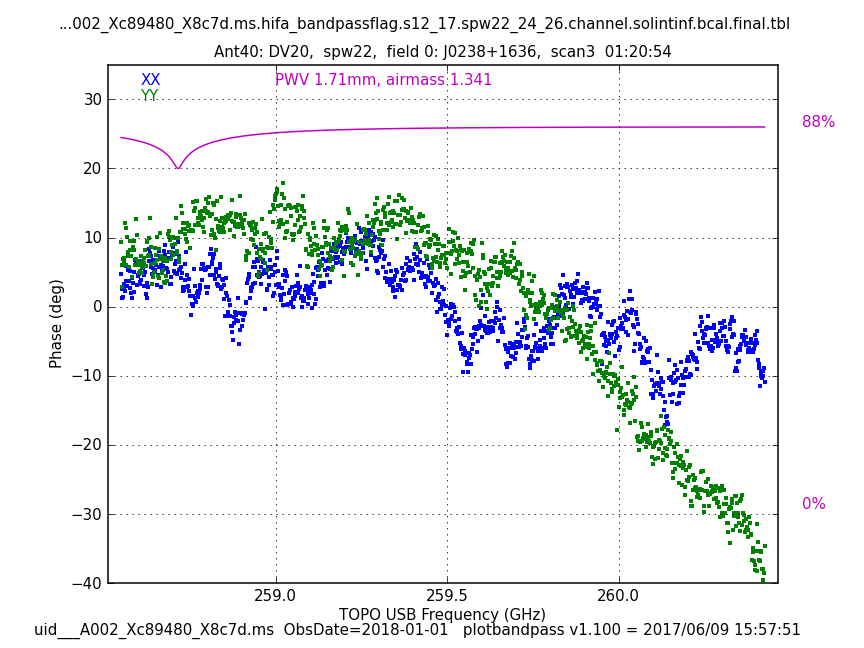 ...002_Xc89480_X8c7d.ms.hifa_bandpassflag.s12_17.spw22_24_26.channel.solintinf.bcal.final.tbl
Ant40: DV20,  spw22,  field 0: J0238+1636,  scan3  01:20:54
XX
PWV 1.71mm, airmass 1.341
YY
30
88%
20
10
0
Phase (deg)
−10
−20
−30
0%
−40
259.0
259.5
260.0
TOPO USB Frequency (GHz)
uid___A002_Xc89480_X8c7d.ms  ObsDate=2018-01-01   plotbandpass v1.100 = 2017/06/09 15:57:51